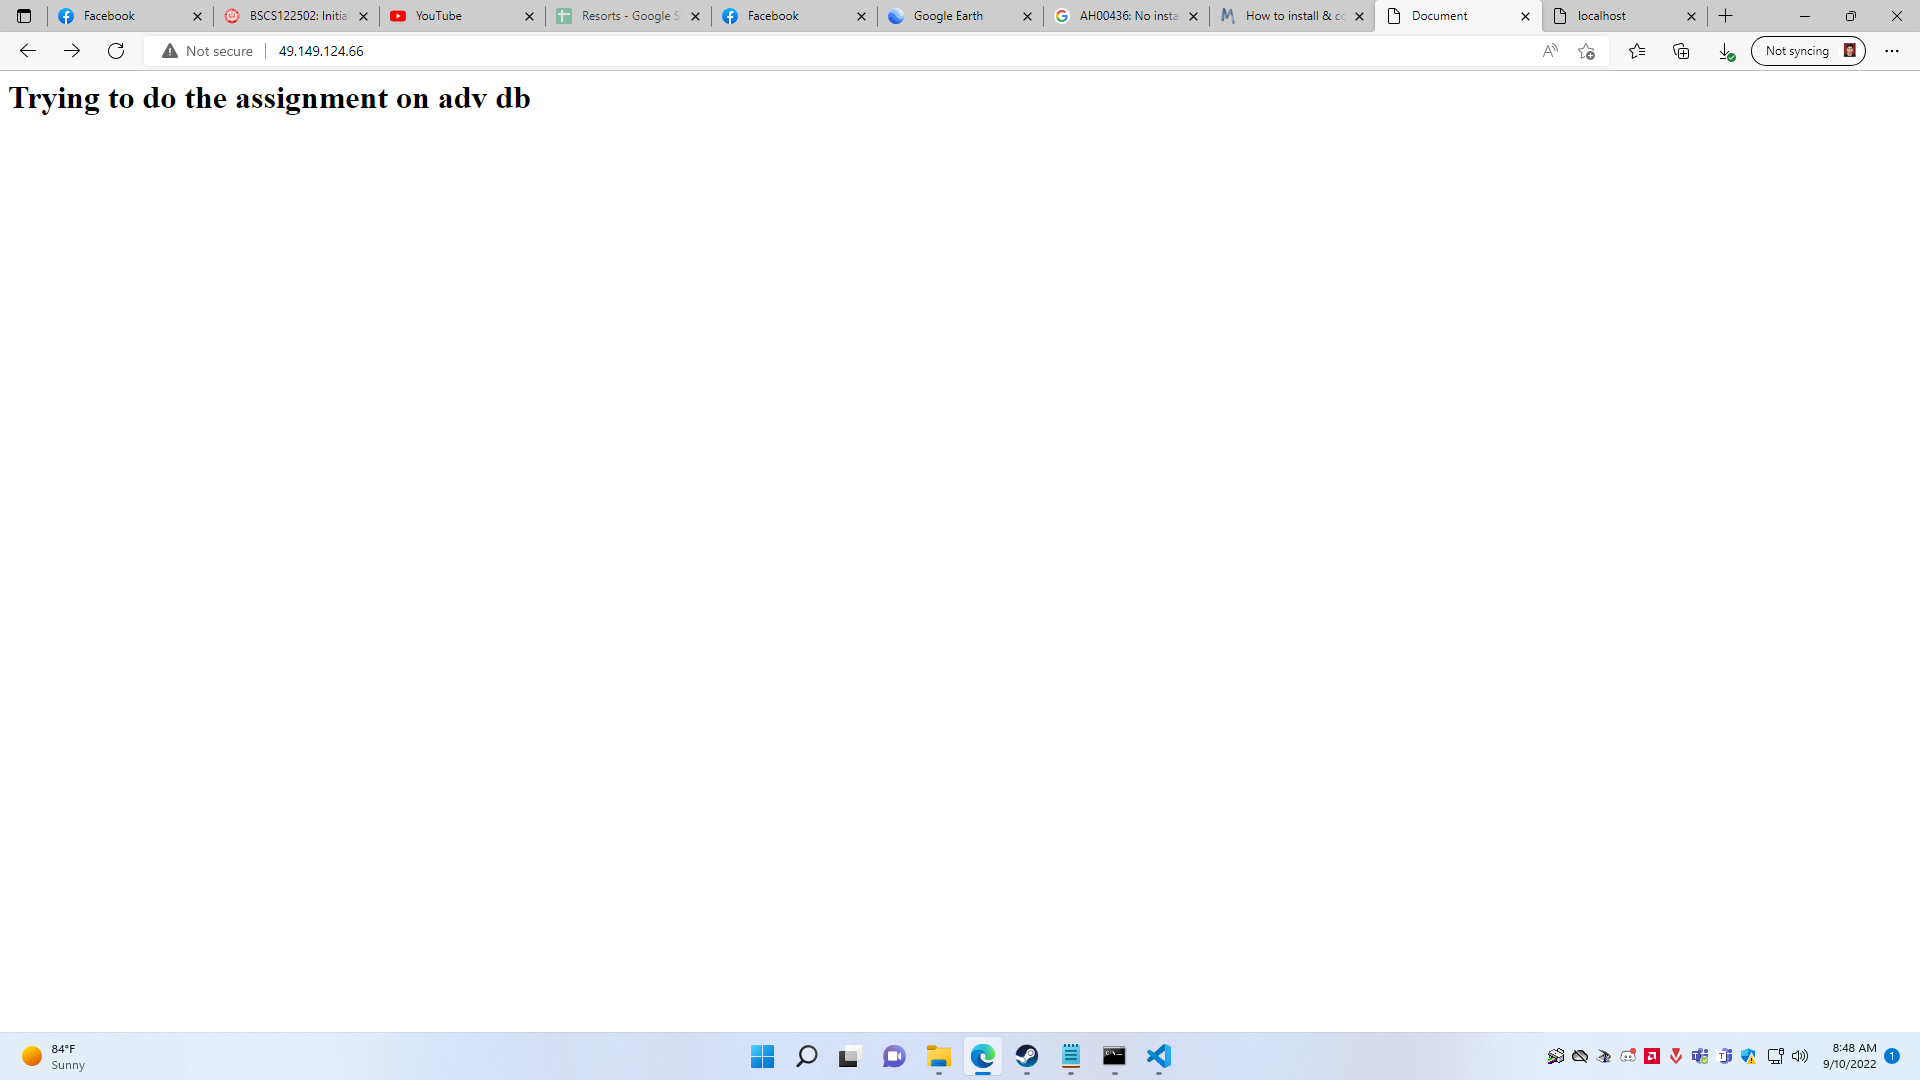 Facebook
BSCS122502: Initia
YouTube
Resorts - Google S
Facebook
Google Earth
AH00436: No insta
How to install & co
Document
localhost
Not secure
49.149.124.66
Not syncing
Trying to do the assignment on adv db
84°F
Sunny
8:48 AM
9/10/2022
1